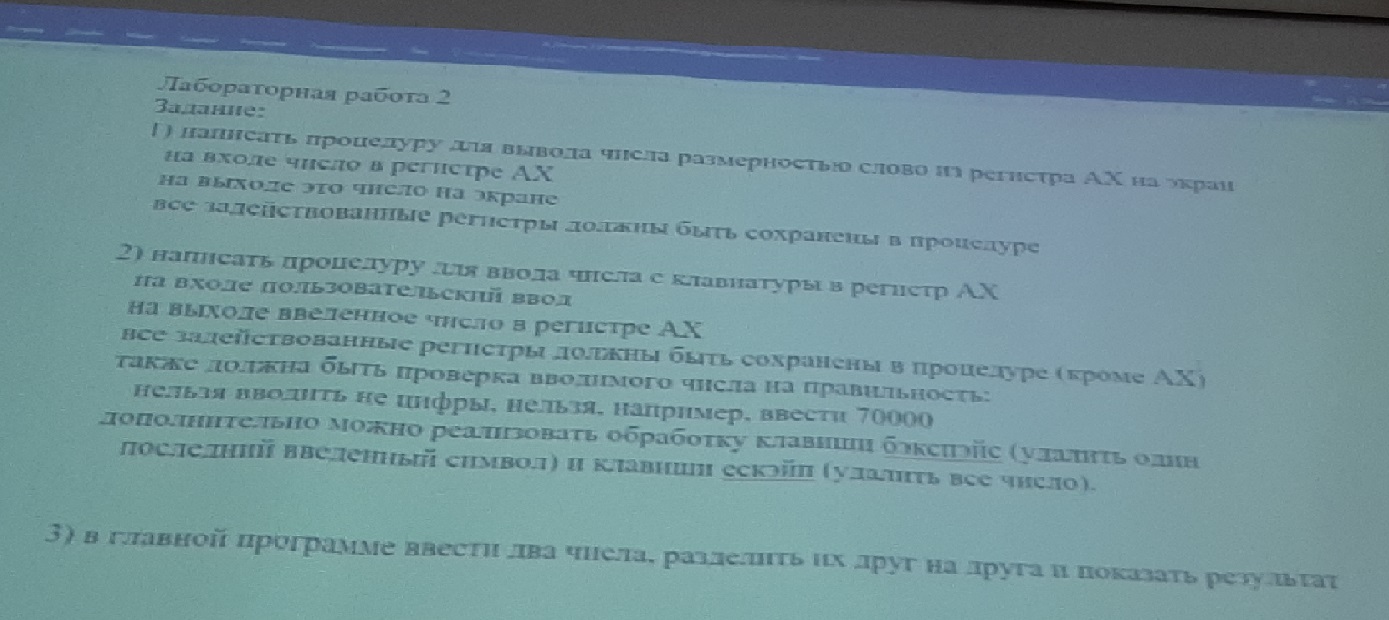 Лабораторная работа 2
Задание:
1) написать процедуру для вывода числа размерностью слово из регистра AX на экран
на входе число в регистре AX
на выходе это число на экране
все задействованные регистры должны быть сохранены в процедуре
2) написать процедуру для ввода числа с клавиатуры в регистр AX
на входе пользовательский ввод
на выходе введенное число в регистре AX
все задействованные регистры должны быть сохранены в процедуре (кроме AX)
также должна быть проверка вводимого числа на правильность:
нельзя вводить не цифры, нельзя, например, ввести 70000
дополнительно можно реализовать обработку клавиши бэкспэйс (удалить один
последний введенный символ) и клавиши ескэйп (удалить все число).
3) в главной программе ввести два числа, разделить их друг на друга и показать результат